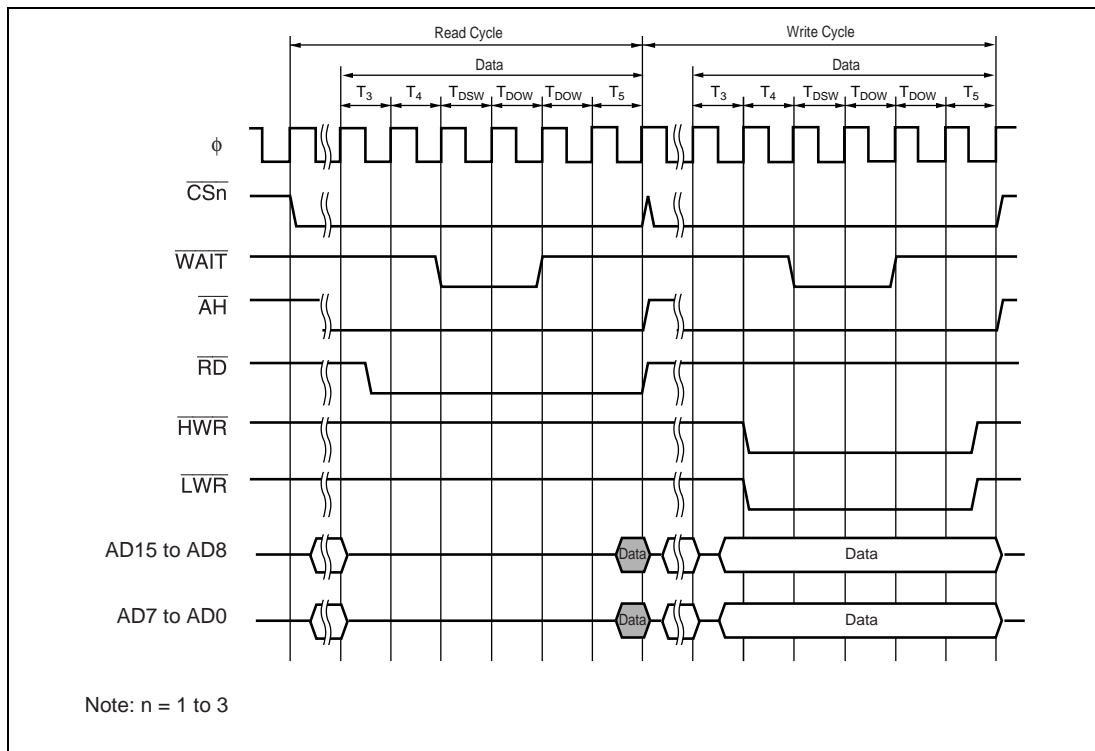 Read Cycle Write Cycle
Data Data
T3 T4 TDSW TDOW TDOW T5 T3 T4 TDSW TDOW TDOW T5
φ
CSn
WAIT
AH
RD
HWR
LWR
AD15 to AD8 Data Data
AD7 to AD0 Data Data
Note: n = 1 to 3